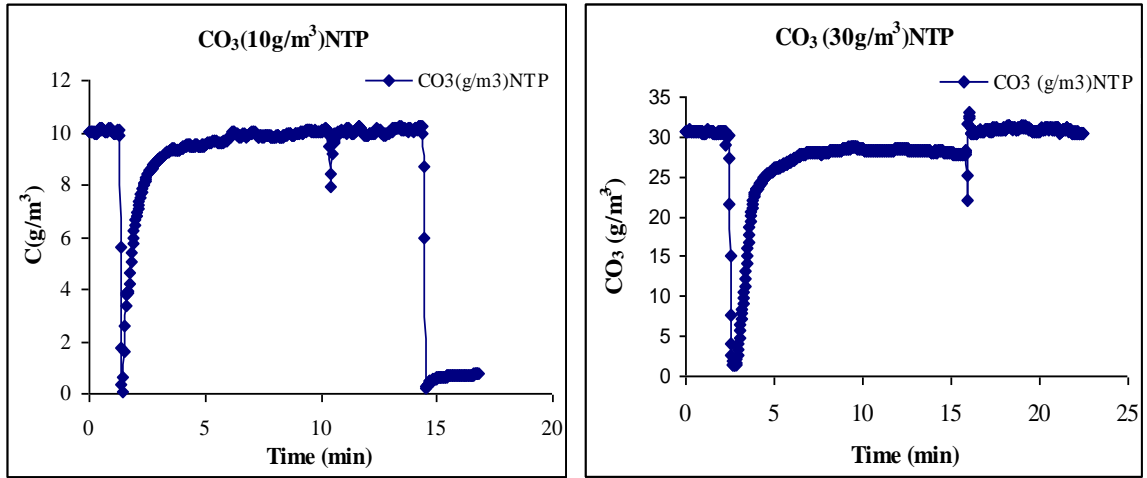 CO₃(10g/m³)NTP
CO3(g/m3)NTP
12
10
8
6
4
2
0
C(g/m³)
0 5 10 15 20
Time (min)
CO₃ (30g/m³)NTP
CO3 (g/m3)NTP
35
30
25
20
15
10
5
0
CO₃ (g/m³)
0 5 10 15 20 25
Time (min)